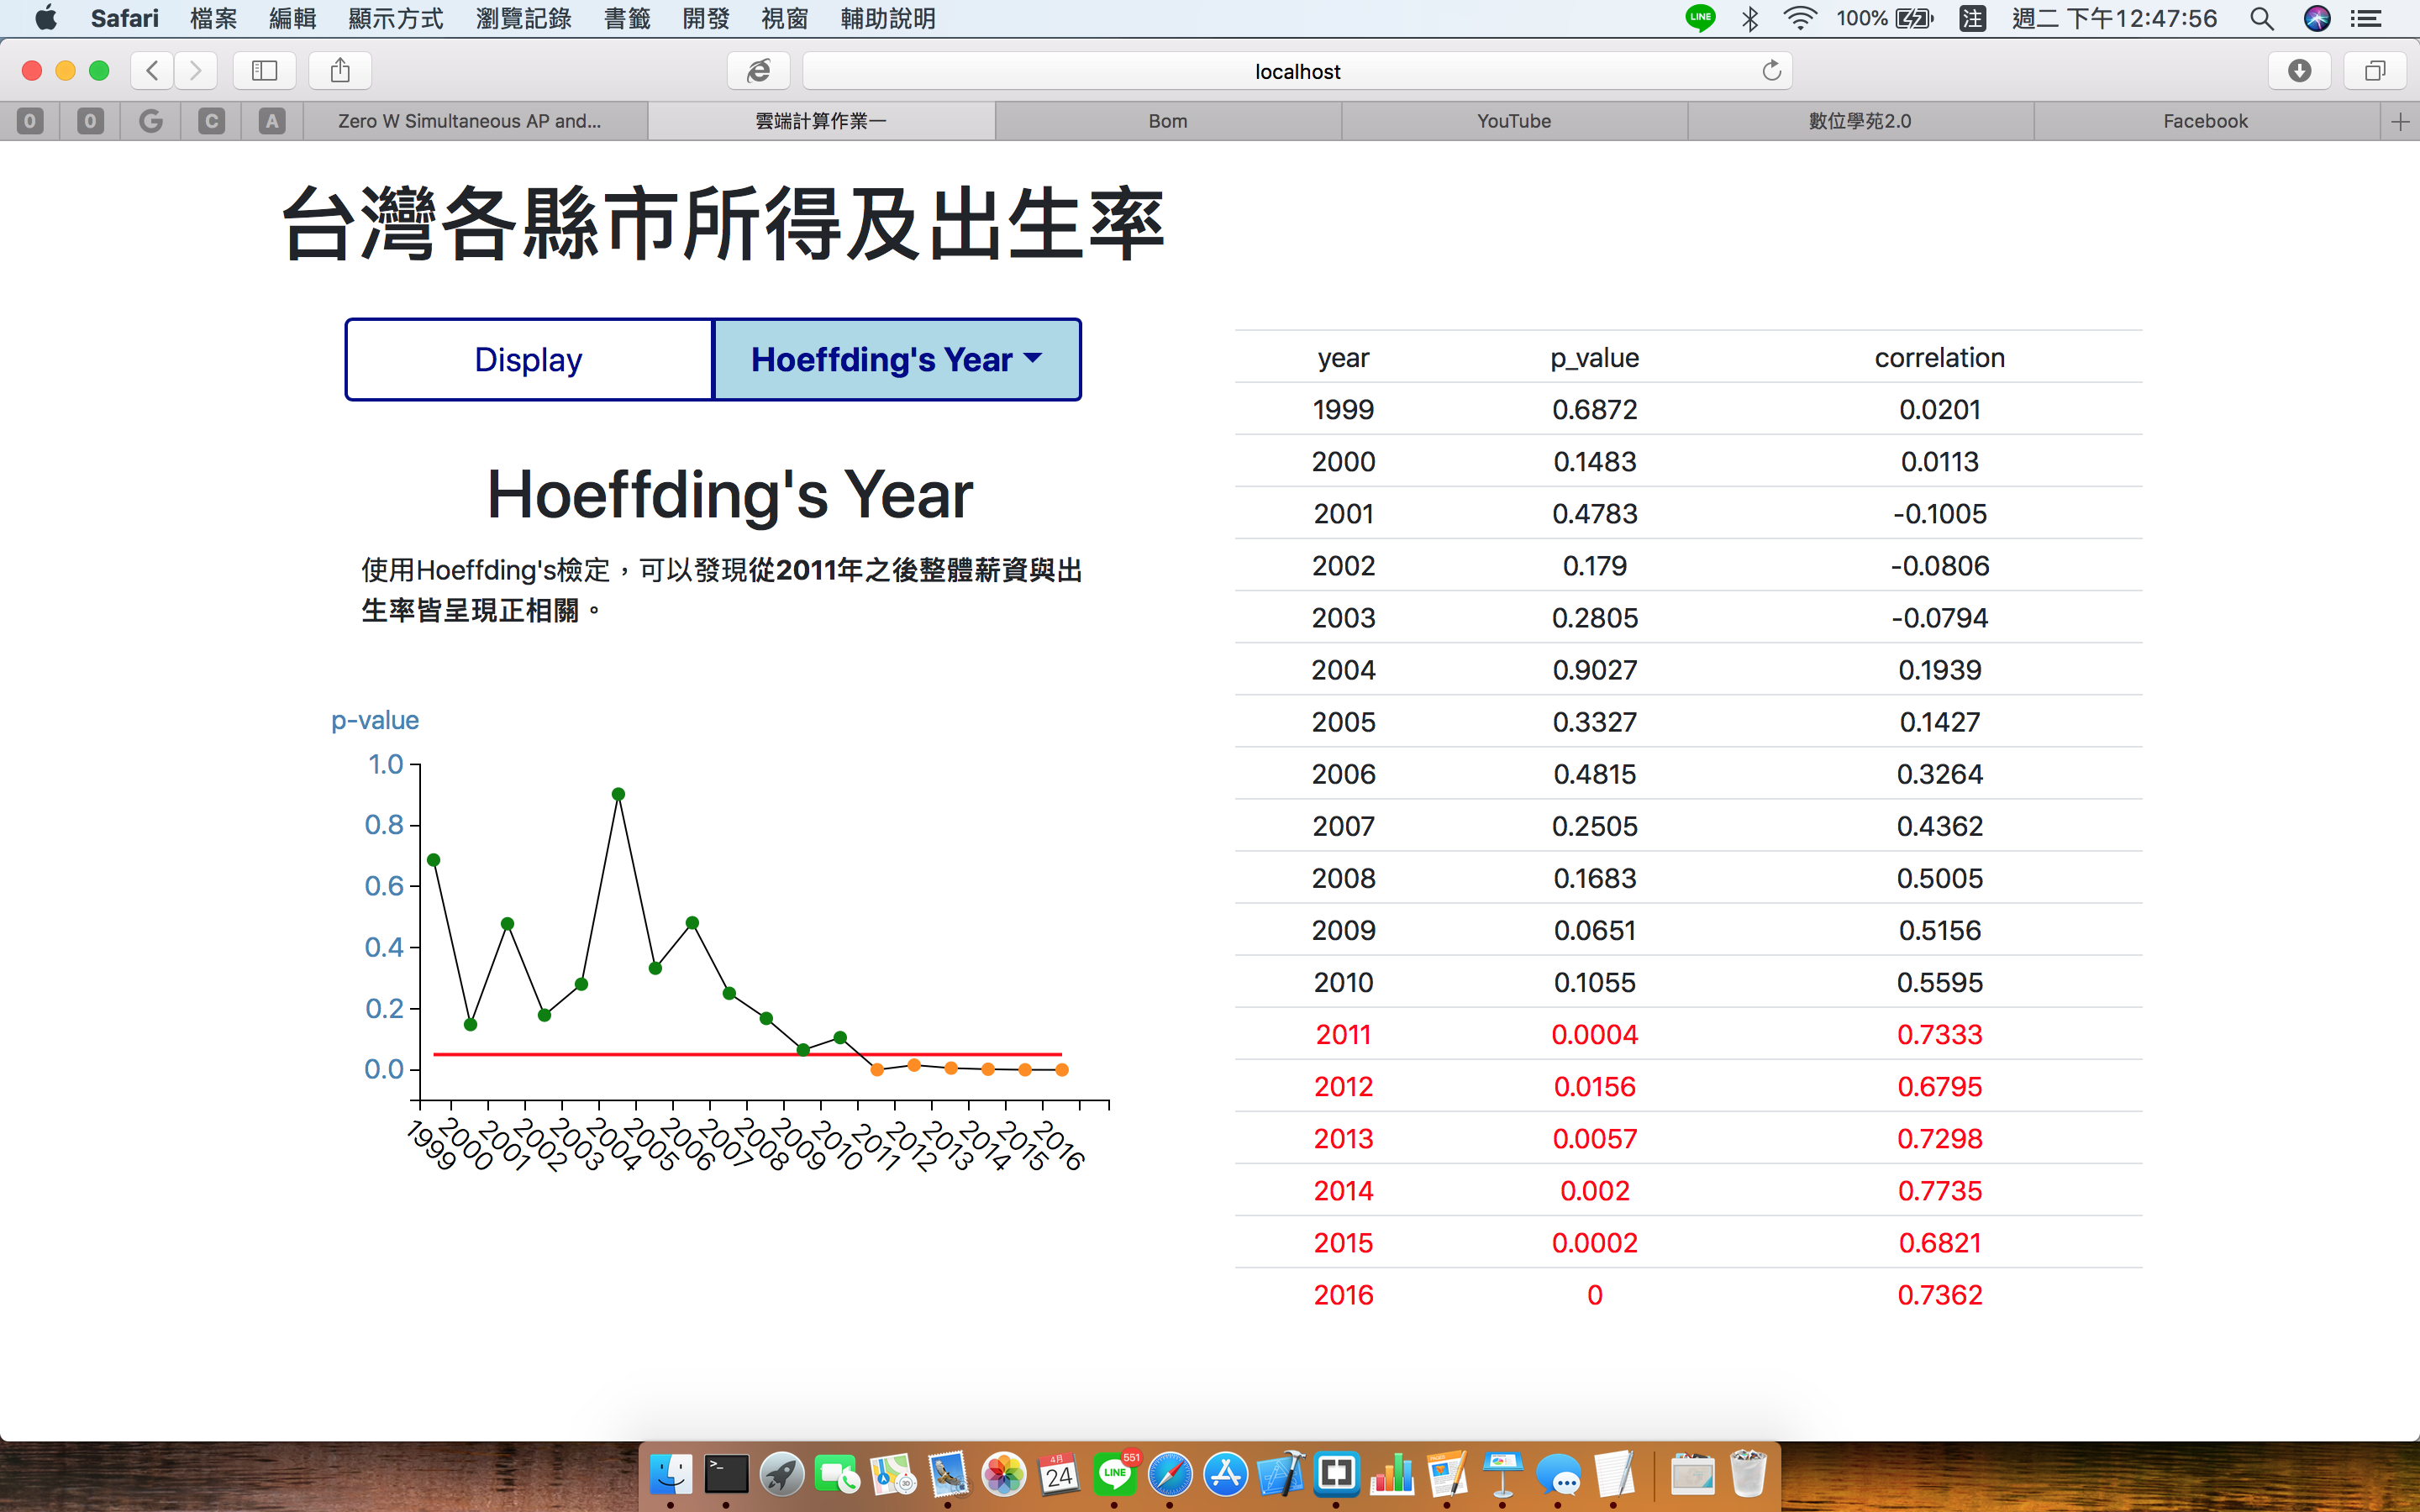 Safari 檔案 編輯 顯示方式 瀏覽記錄 書籤 開發 視窗 輔助說明 LINE 100% 注 週二 下午12:47:56
localhost
0 0 G C A Zero W Simultaneous AP and... 雲端計算作業一 Bom YouTube 數位學苑2.0 Facebook
台灣各縣市所得及出生率
Display Hoeffding's Year
Hoeffding's Year
使用Hoeffding's檢定，可以發現從2011年之後整體薪資與出
生率皆呈現正相關。
p-value
1.0
0.8
0.6
0.4
0.2
0.0
1999 2000 2001 2002 2003 2004 2005 2006 2007 2008 2009 2010 2011 2012 2013 2014 2015 2016
year p_value correlation
1999 0.6872 0.0201
2000 0.1483 0.0113
2001 0.4783 -0.1005
2002 0.179 -0.0806
2003 0.2805 -0.0794
2004 0.9027 0.1939
2005 0.3327 0.1427
2006 0.4815 0.3264
2007 0.2505 0.4362
2008 0.1683 0.5005
2009 0.0651 0.5156
2010 0.1055 0.5595
2011 0.0004 0.7333
2012 0.0156 0.6795
2013 0.0057 0.7298
2014 0.002 0.7735
2015 0.0002 0.6821
2016 0 0.7362
4月
24
LINE
551